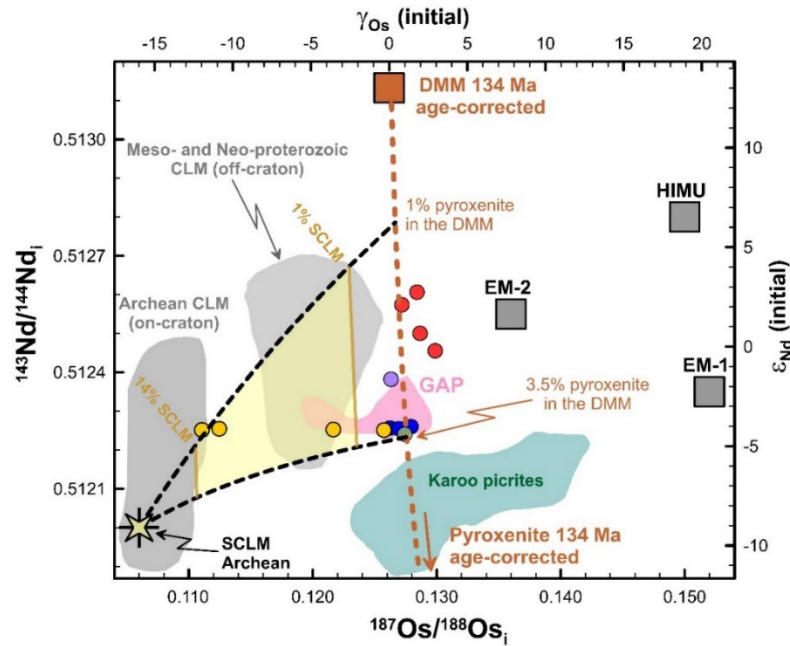 γOs (initial)
-15 -10 -5 0 5 10 15 20
DMM 134 Ma
age-corrected
0.5130
10
Meso- and Neo-proterozoic
CLM (off-craton)
HIMU
1% SCLM
1% pyroxenite
in the DMM
0.5127
5
EM-2
Archean CLM
(on-craton)
143Nd/144Ndi
εNd (initial)
0
EM-1
0.5124
GAP
3.5% pyroxenite
in the DMM
14% SCLM
-5
Karoo picrites
0.5121
SCLM
Archean
Pyroxenite 134 Ma
age-corrected
-10
0.110 0.120 0.130 0.140 0.150
187Os/188Osi